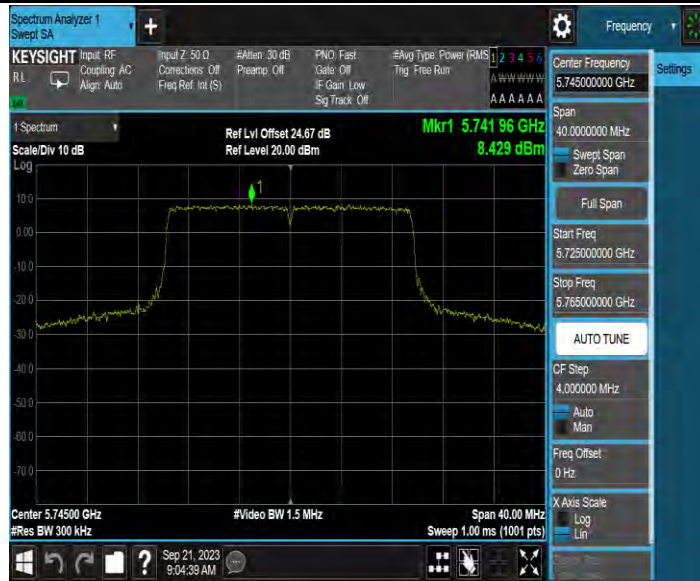 Spectrum Analyzer 1
Swept SA
+
Frequency
KEYSIGHT
RL
Input: RF
Coupling: AC
Align: Auto
Input Z: 50 Ω
Corrections: Off
Freq Ref: Int (S)
#Atten: 30 dB
Preamp: Off
PNO: Fast
Gate: Off
IF Gain: Low
Sig Track: Off
#Avg Type: Power (RMS
Trig: Free Run
1 2 3 4 5 6
A W W W W W
A A A A A A
1 Spectrum
Scale/Div 10 dB
Log
Ref Lvl Offset 24.67 dB
Ref Level 20.00 dBm
Mkr1 5.741 96 GHz
8.429 dBm
1
10.0
0.00
-10.0
-20.0
-30.0
-40.0
-50.0
-60.0
-70.0
Center 5.74500 GHz
#Res BW 300 kHz
#Video BW 1.5 MHz
Span 40.00 MHz
Sweep 1.00 ms (1001 pts)
?
Sep 21, 2023
9:04:39 AM
Center Frequency
5.745000000 GHz
Settings
Span
40.0000000 MHz
Swept Span
Zero Span
Full Span
Start Freq
5.725000000 GHz
Stop Freq
5.765000000 GHz
AUTO TUNE
CF Step
4.000000 MHz
Auto
Man
Freq Offset
0 Hz
X Axis Scale
Log
Lin